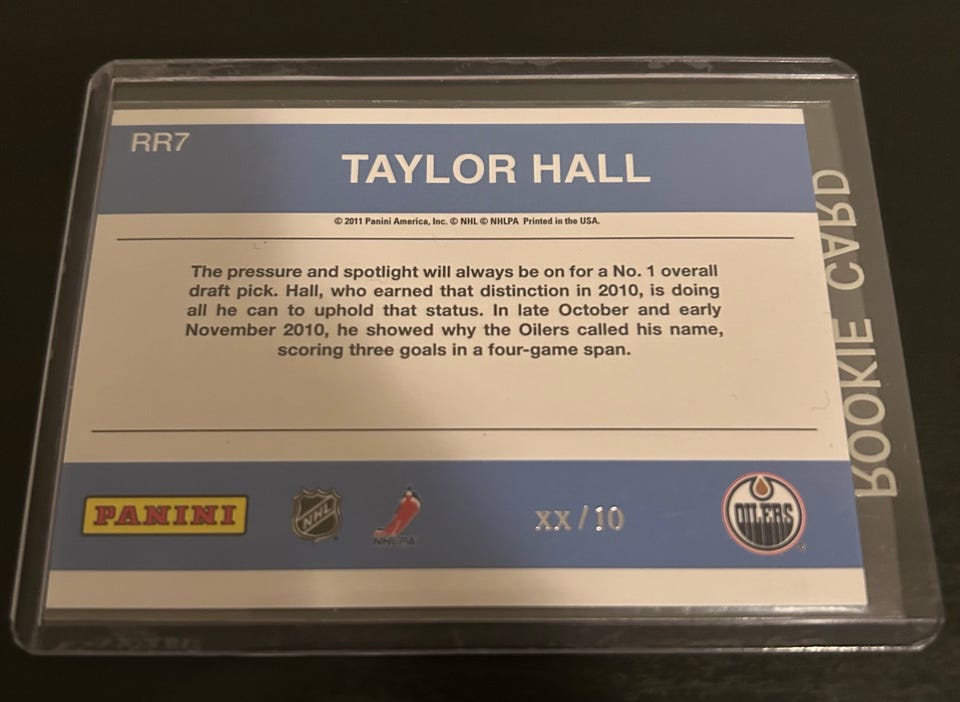 RR7
TAYLOR HALL
© 2011 Panini America, Inc. © NHL © NHLPA Printed in the USA.
The pressure and spotlight will always be on for a No. 1 overall
draft pick. Hall, who earned that distinction in 2010, is doing
all he can to uphold that status. In late October and early
November 2010, he showed why the Oilers called his name,
scoring three goals in a four-game span.
PANINI
NHL
NHLPA
xx/10
OILERS
ROOKIE CARD